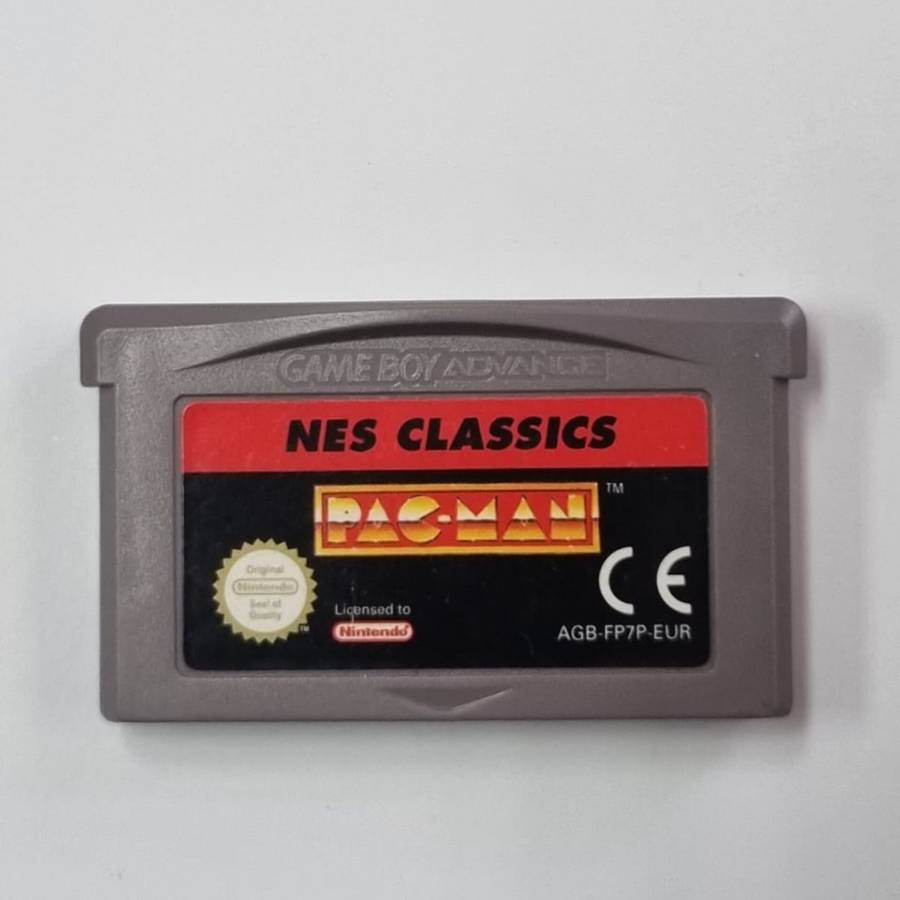 GAME BOY ADVANCE
NES CLASSICS
PAC-MAN™
Original
Nintendo
Seal of
Quality
TM
Licensed to
Nintendo
CE
AGB-FP7P-EUR